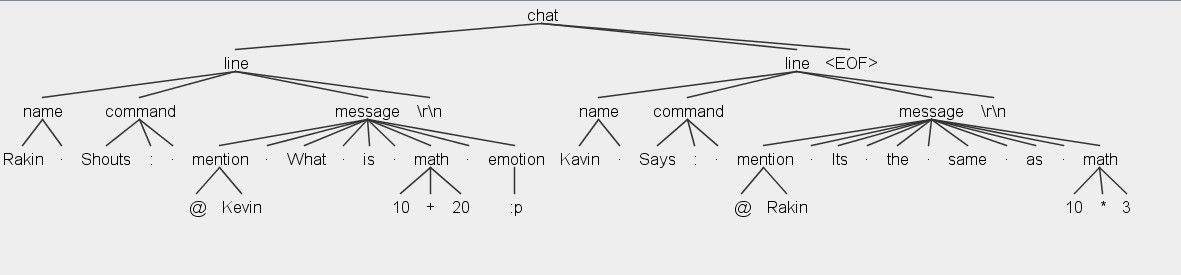 chat
line line <EOF>
name command message \r\n name command message \r\n
Rakin · Shouts : · mention · What · is · math · emotion Kavin · Says : · mention · Its · the · same · as · math
@ Kevin 10 + 20 :p @ Rakin 10 * 3